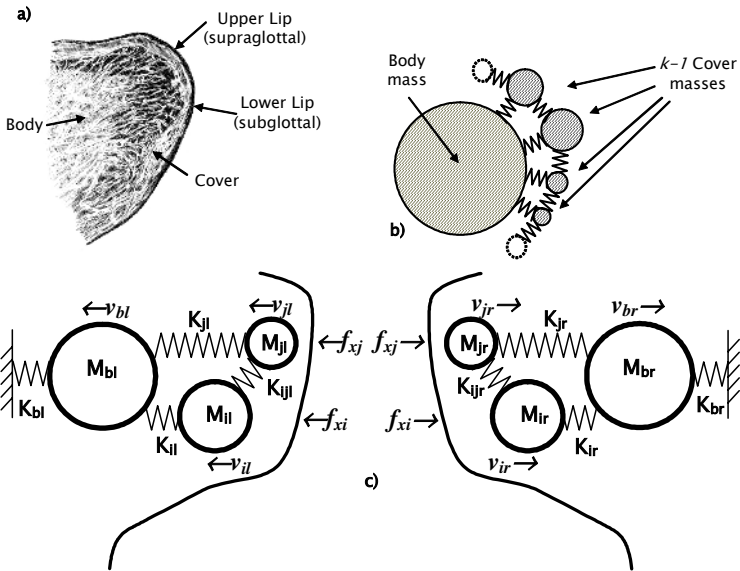 a)
Upper Lip
(supraglottal)
Lower Lip
(subglottal)
Body
Cover
Body
mass
k-1 Cover
masses
b)
v_bl
K_jl
v_jl
M_jl
f_xj
M_bl
K_ijl
M_il
K_bl
K_il
v_il
f_xi
f_xj
v_jr
K_jr
v_br
M_jr
M_br
K_ijr
M_ir
f_xi
K_ir
K_br
v_ir
c)